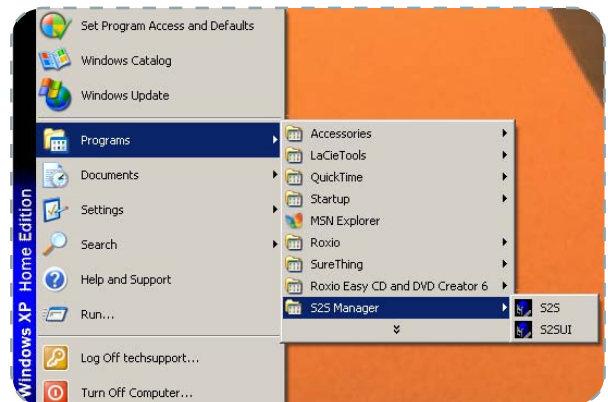 Set Program Access and Defaults
Windows Catalog
Windows Update
Programs
Documents
Settings
Search
Help and Support
Run...
Log Off techsupport...
Turn Off Computer...
Windows XP Home Edition
Accessories
LaCieTools
QuickTime
Startup
MSN Explorer
Roxio
SureThing
Roxio Easy CD and DVD Creator 6
S2S Manager
S2S
S2SUI